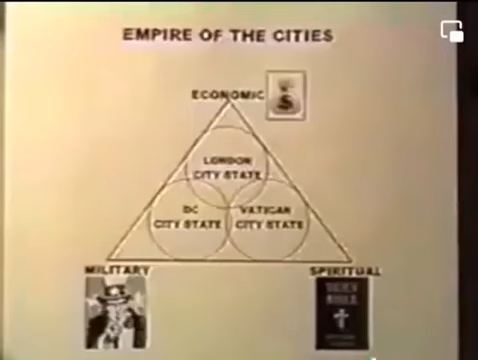 EMPIRE OF THE CITIES
ECONOMIC
$
LONDON
CITY STATE
DC
CITY STATE
VATICAN
CITY STATE
MILITARY
SPIRITUAL
HOLY
BIBLE